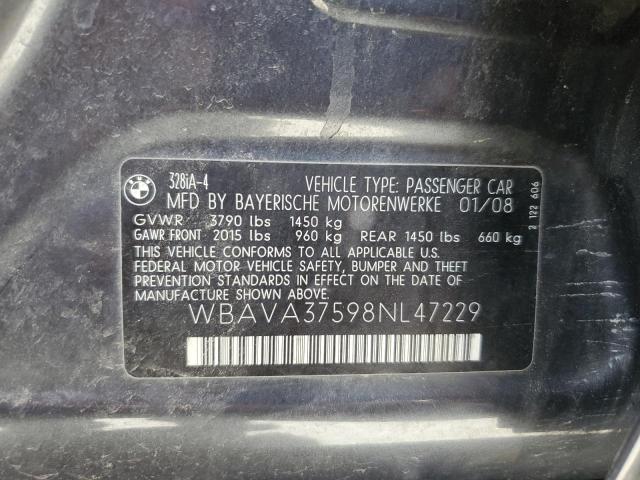 328iA-4 VEHICLE TYPE: PASSENGER CAR
MFD BY BAYERISCHE MOTORENWERKE 01/08
GVWR 3790 lbs 1450 kg
GAWR FRONT 2015 lbs 960 kg REAR 1450 lbs 660 kg
THIS VEHICLE CONFORMS TO ALL APPLICABLE U.S.
FEDERAL MOTOR VEHICLE SAFETY, BUMPER AND THEFT
PREVENTION STANDARDS IN EFFECT ON THE DATE OF
MANUFACTURE SHOWN ABOVE.
WBAVA37598NL47229
2 122 606